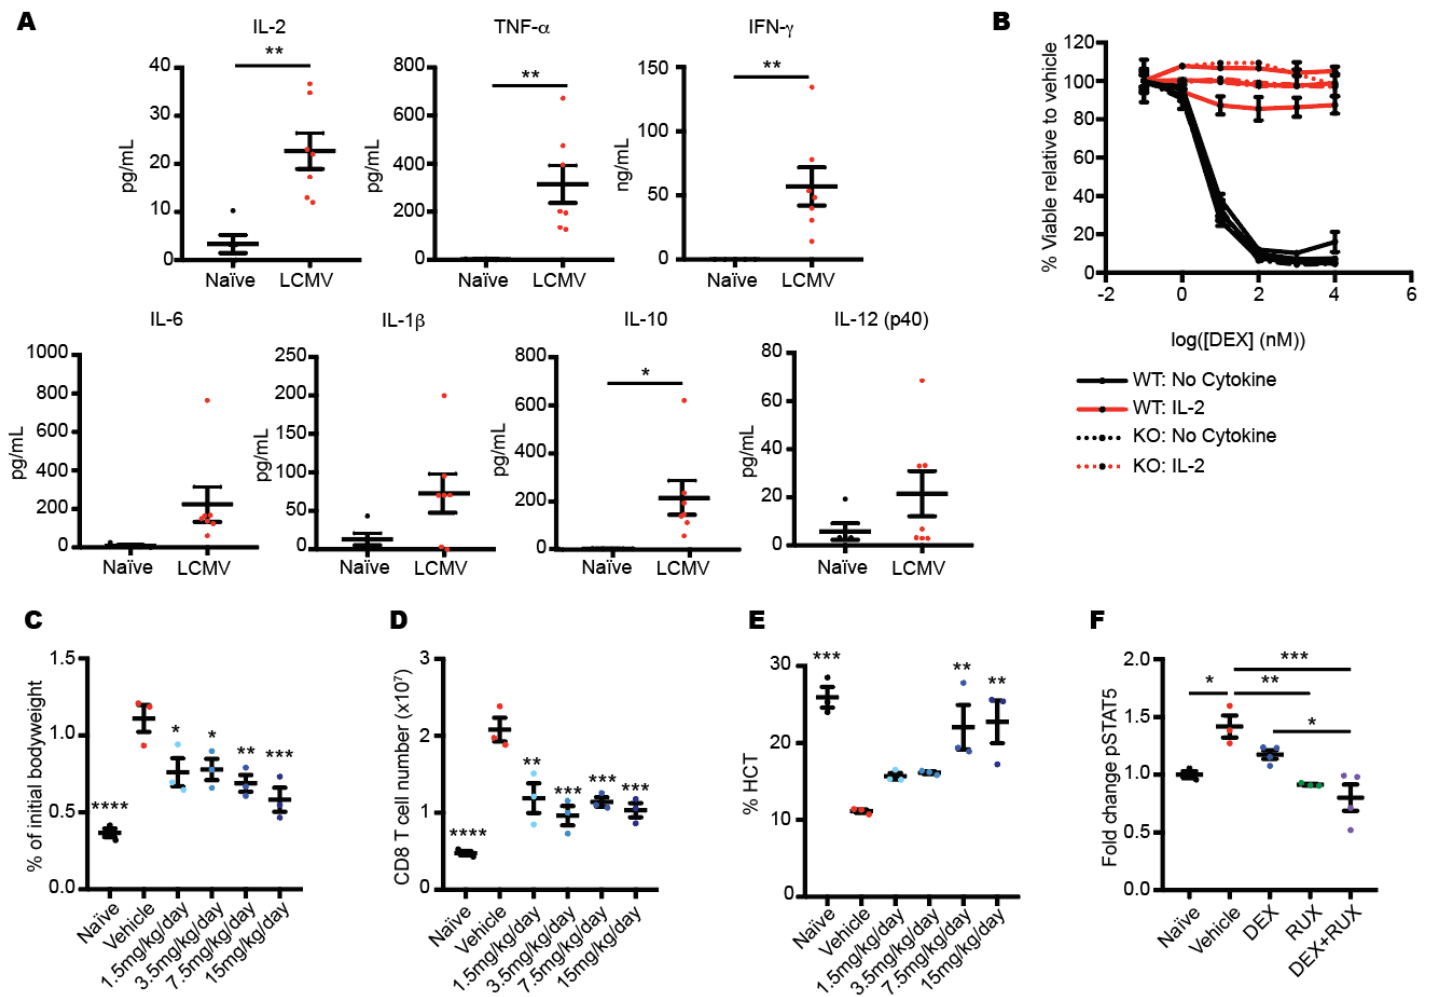 A
IL-2
**
pg/mL
40
30
20
10
0
Naïve
LCMV
TNF-α
**
pg/mL
800
600
400
200
0
Naïve
LCMV
IFN-γ
**
ng/mL
150
100
50
0
Naïve
LCMV
IL-6
pg/mL
1000
800
600
400
200
0
Naïve
LCMV
IL-1β
pg/mL
250
200
150
100
50
0
Naïve
LCMV
IL-10
*
pg/mL
800
600
400
200
0
Naïve
LCMV
IL-12 (p40)
pg/mL
80
60
40
20
0
Naïve
LCMV
B
% Viable relative to vehicle
120
100
80
60
40
20
0
-2
0
2
4
6
log([DEX] (nM))
WT: No Cytokine
WT: IL-2
KO: No Cytokine
KO: IL-2
C
% of initial bodyweight
1.5
1.0
0.5
0.0
****
*
*
**
***
Naïve
Vehicle
1.5mg/kg/day
3.5mg/kg/day
7.5mg/kg/day
15mg/kg/day
D
CD8 T cell number (x10⁷)
3
2
1
0
****
**
***
***
***
Naïve
Vehicle
1.5mg/kg/day
3.5mg/kg/day
7.5mg/kg/day
15mg/kg/day
E
% HCT
30
20
10
0
***
**
**
Naïve
Vehicle
1.5mg/kg/day
3.5mg/kg/day
7.5mg/kg/day
15mg/kg/day
F
Fold change pSTAT5
2.0
1.5
1.0
0.5
0.0
***
*
**
*
Naïve
Vehicle
DEX
RUX
DEX+RUX